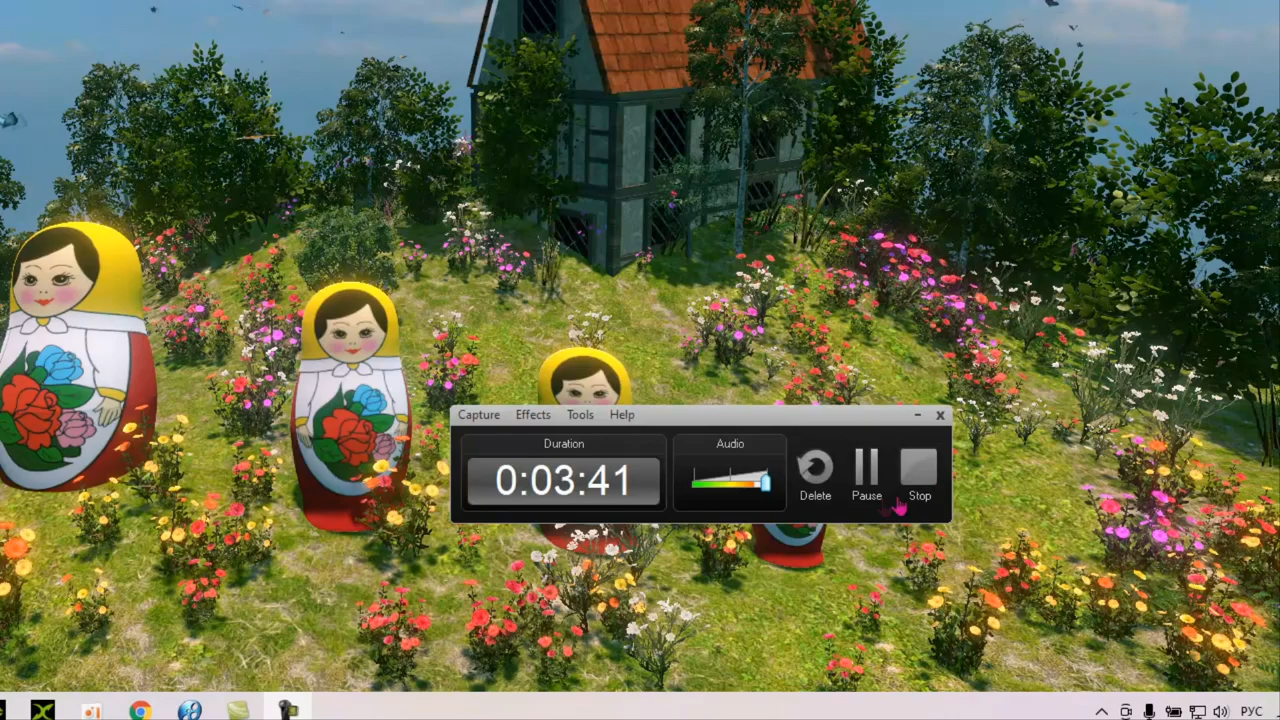 Capture Effects Tools Help
Duration
Audio
0:03:41
Delete
Pause
Stop
РУС